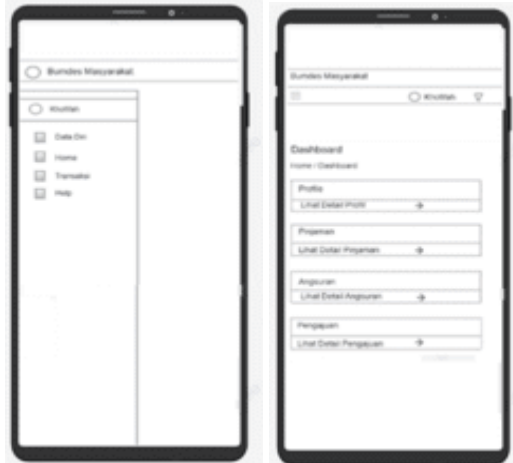 Bumdes Masyarakat
Kholifah
Data Diri
Home
Transaksi
Help
Bumdes Masyarakat
Kholifah
Dashboard
Home / Dashboard
Profile
Lihat Detail Profil
Pinjaman
Lihat Detail Pinjaman
Angsuran
Lihat Detail Angsuran
Pengajuan
Lihat Detail Pengajuan